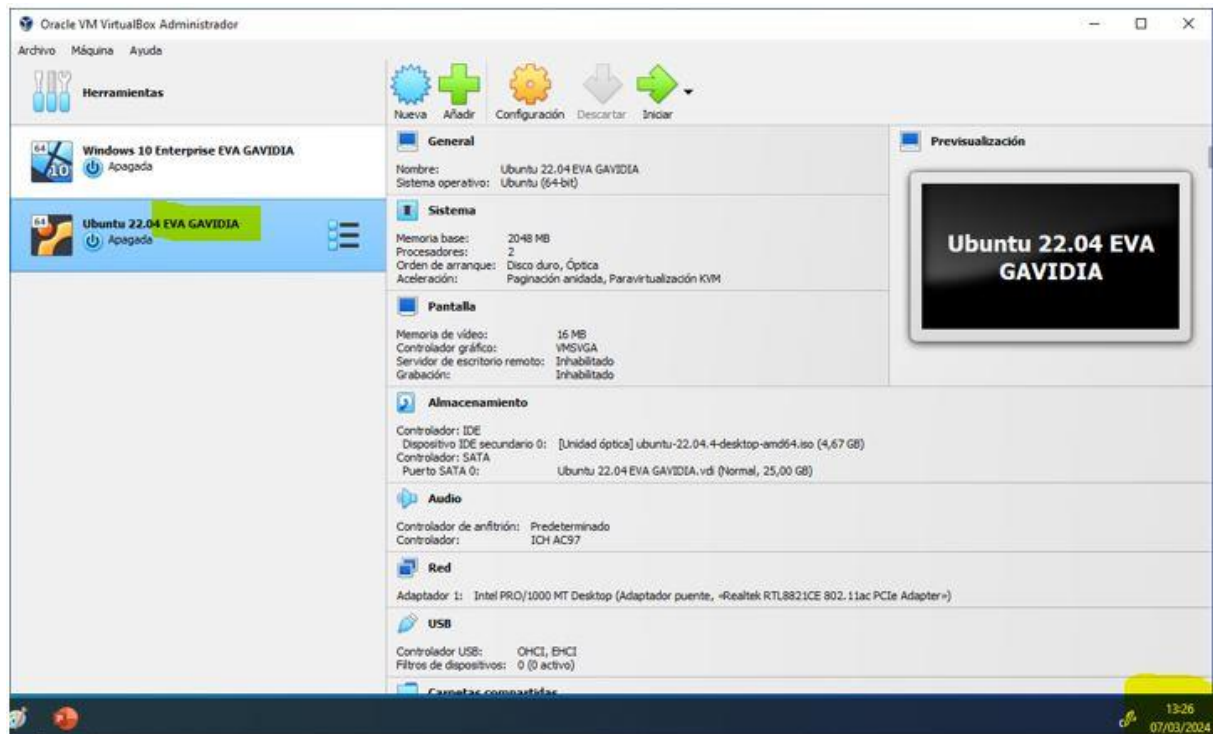 Oracle VM VirtualBox Administrador
Archivo Máquina Ayuda
Herramientas
Nueva Añadir Configuración Descartar Iniciar
64
10
Windows 10 Enterprise EVA GAVIDIA
Apagada
64
Ubuntu 22.04 EVA GAVIDIA
Apagada
General
Nombre: Ubuntu 22.04 EVA GAVIDIA
Sistema operativo: Ubuntu (64-bit)
Sistema
Memoria base: 2048 MB
Procesadores: 2
Orden de arranque: Disco duro, Óptica
Aceleración: Paginación anidada, Paravirtualización KVM
Pantalla
Memoria de vídeo: 16 MB
Controlador gráfico: VMSVGA
Servidor de escritorio remoto: Inhabilitado
Grabación: Inhabilitado
Previsualización
Ubuntu 22.04 EVA
GAVIDIA
Almacenamiento
Controlador: IDE
Dispositivo IDE secundario 0: [Unidad óptica] ubuntu-22.04.4-desktop-amd64.iso (4,67 GB)
Controlador: SATA
Puerto SATA 0: Ubuntu 22.04 EVA GAVIDIA.vdi (Normal, 25,00 GB)
Audio
Controlador de anfitrión: Predeterminado
Controlador: ICH AC97
Red
Adaptador 1: Intel PRO/1000 MT Desktop (Adaptador puente, «Realtek RTL8821CE 802.11ac PCIe Adapter»)
USB
Controlador USB: OHCI, EHCI
Filtros de dispositivos: 0 (0 activo)
Carpetas compartidas
13:26
07/03/2024